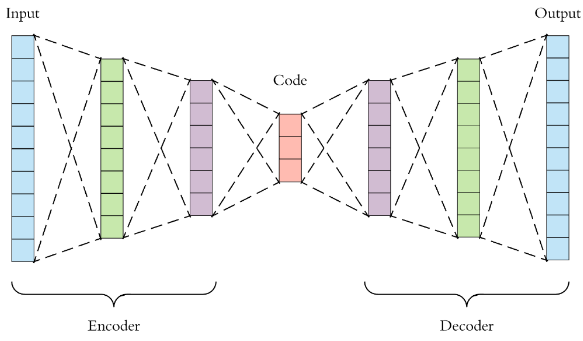 Input
Output
Code
Encoder
Decoder